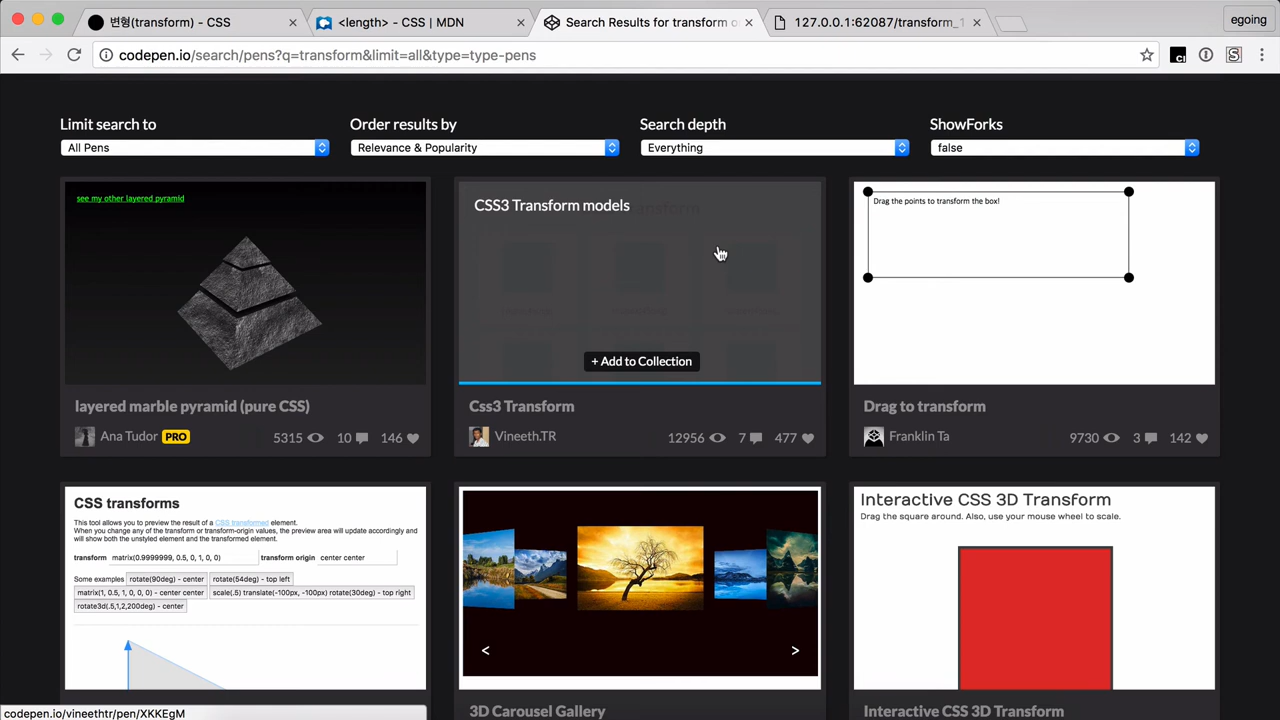 변형(transform) - CSS
<length> - CSS | MDN
Search Results for transform o
127.0.0.1:62087/transform_1
egoing
codepen.io/search/pens?q=transform&limit=all&type=type-pens
Limit search to
Order results by
Search depth
ShowForks
All Pens
Relevance & Popularity
Everything
false
see my other layered pyramid
CSS3 Transform models
+ Add to Collection
Drag the points to transform the box!
layered marble pyramid (pure CSS)
Ana Tudor PRO
5315 10 146
Css3 Transform
Vineeth.TR
12956 7 477
Drag to transform
Franklin Ta
9730 3 142
CSS transforms
This tool allows you to preview the result of a CSS transformed element.
When you change any of the transform or transform-origin values, the preview area will update accordingly and
will show both the unstyled element and the transformed element.
transform matrix(0.9999999, 0.5, 0, 1, 0, 0) transform origin center center
Some examples rotate(90deg) - center rotate(54deg) - top left
matrix(1, 0.5, 1, 0, 0, 0) - center center scale(.5) translate(-100px, -100px) rotate(30deg) - top right
rotate3d(.5,1,2,200deg) - center
<
>
3D Carousel Gallery
Interactive CSS 3D Transform
Drag the square around. Also, use your mouse wheel to scale.
Interactive CSS 3D Transform
codepen.io/vineethtr/pen/XKKEgM